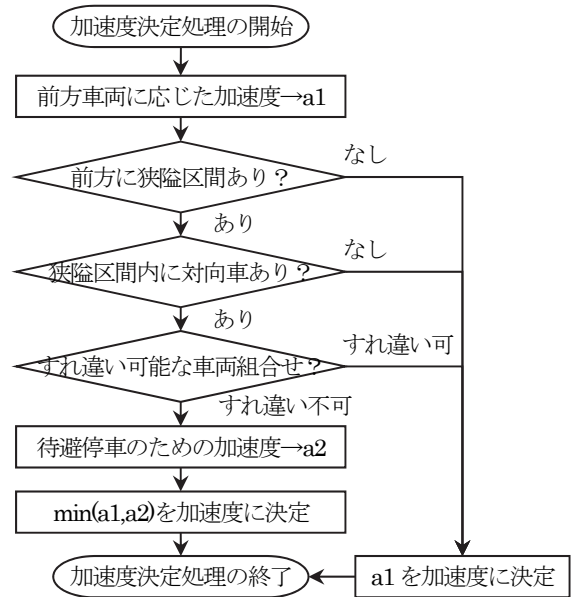 加速度決定処理の開始
前方車両に応じた加速度→a1
前方に狭隘区間あり？
なし
あり
狭隘区間内に対向車あり？
なし
あり
すれ違い可能な車両組合せ？
すれ違い可
すれ違い不可
待避停車のための加速度→a2
min(a1,a2)を加速度に決定
加速度決定処理の終了
a1 を加速度に決定